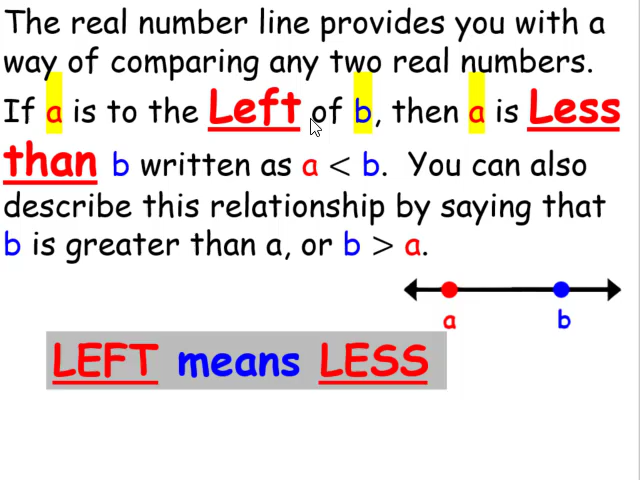 The real number line provides you with a
way of comparing any two real numbers.
If a is to the Left of b, then a is Less
than b written as a < b. You can also
describe this relationship by saying that
b is greater than a, or b > a.
a b
LEFT means LESS